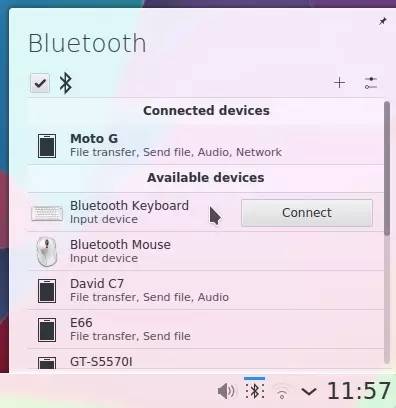 Bluetooth
Connected devices
Moto G
File transfer, Send file, Audio, Network
Available devices
Bluetooth Keyboard
Input device
Connect
Bluetooth Mouse
Input device
David C7
File transfer, Send file, Audio
E66
File transfer, Send file
GT-S5570I
11:57